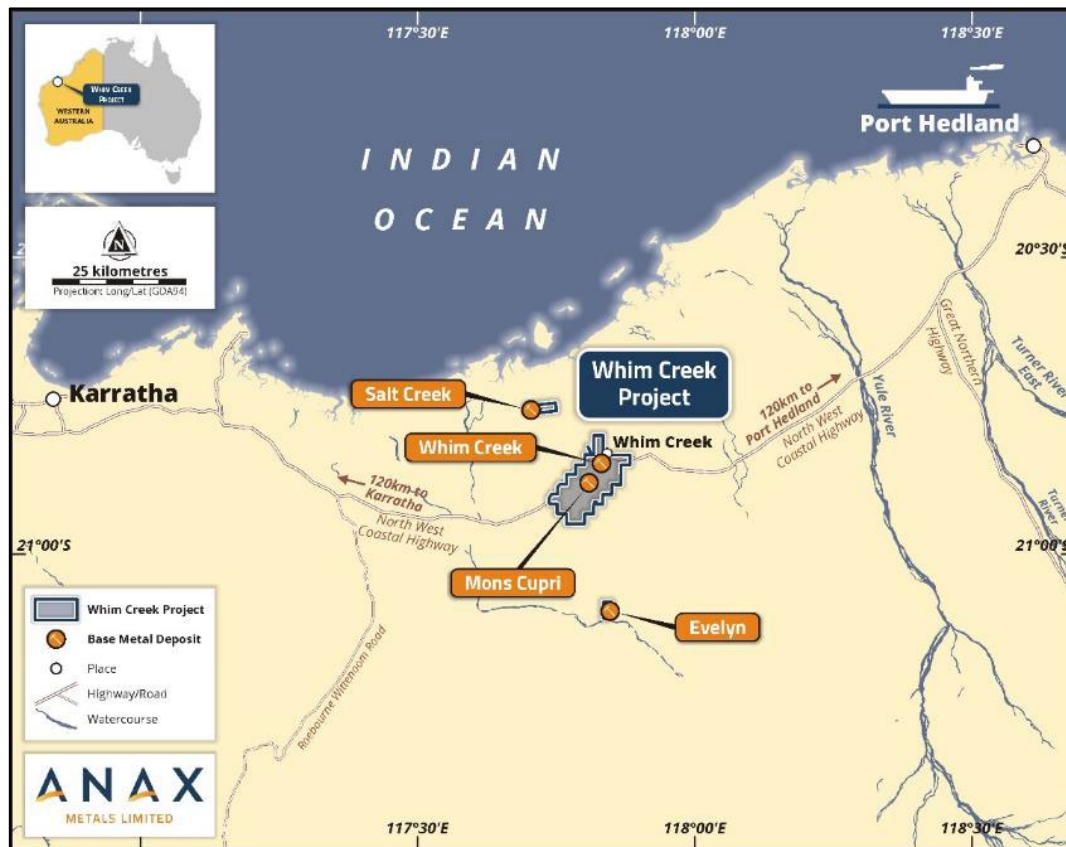 117°30'E
118°00'E
118°30'E
WHIM CREEK
PROJECT
WESTERN
AUSTRALIA
N
25 kilometres
Projection: Long/Lat (GDA94)
INDIAN
OCEAN
Port Hedland
20°30'S
Karratha
Salt Creek
Whim Creek
Project
Whim Creek
Whim Creek
Mons Cupri
Evelyn
120km to
Karratha
North West
Coastal Highway
120km to
Port Hedland
North West
Coastal Highway
Yule River
Great Northern
Highway
Turner River
East
Turner
River
Roebourne Wittenoom Road
21°00'S
21°00'S
Whim Creek Project
Base Metal Deposit
Place
Highway/Road
Watercourse
ANAX
METALS LIMITED
117°30'E
118°00'E
118°30'E